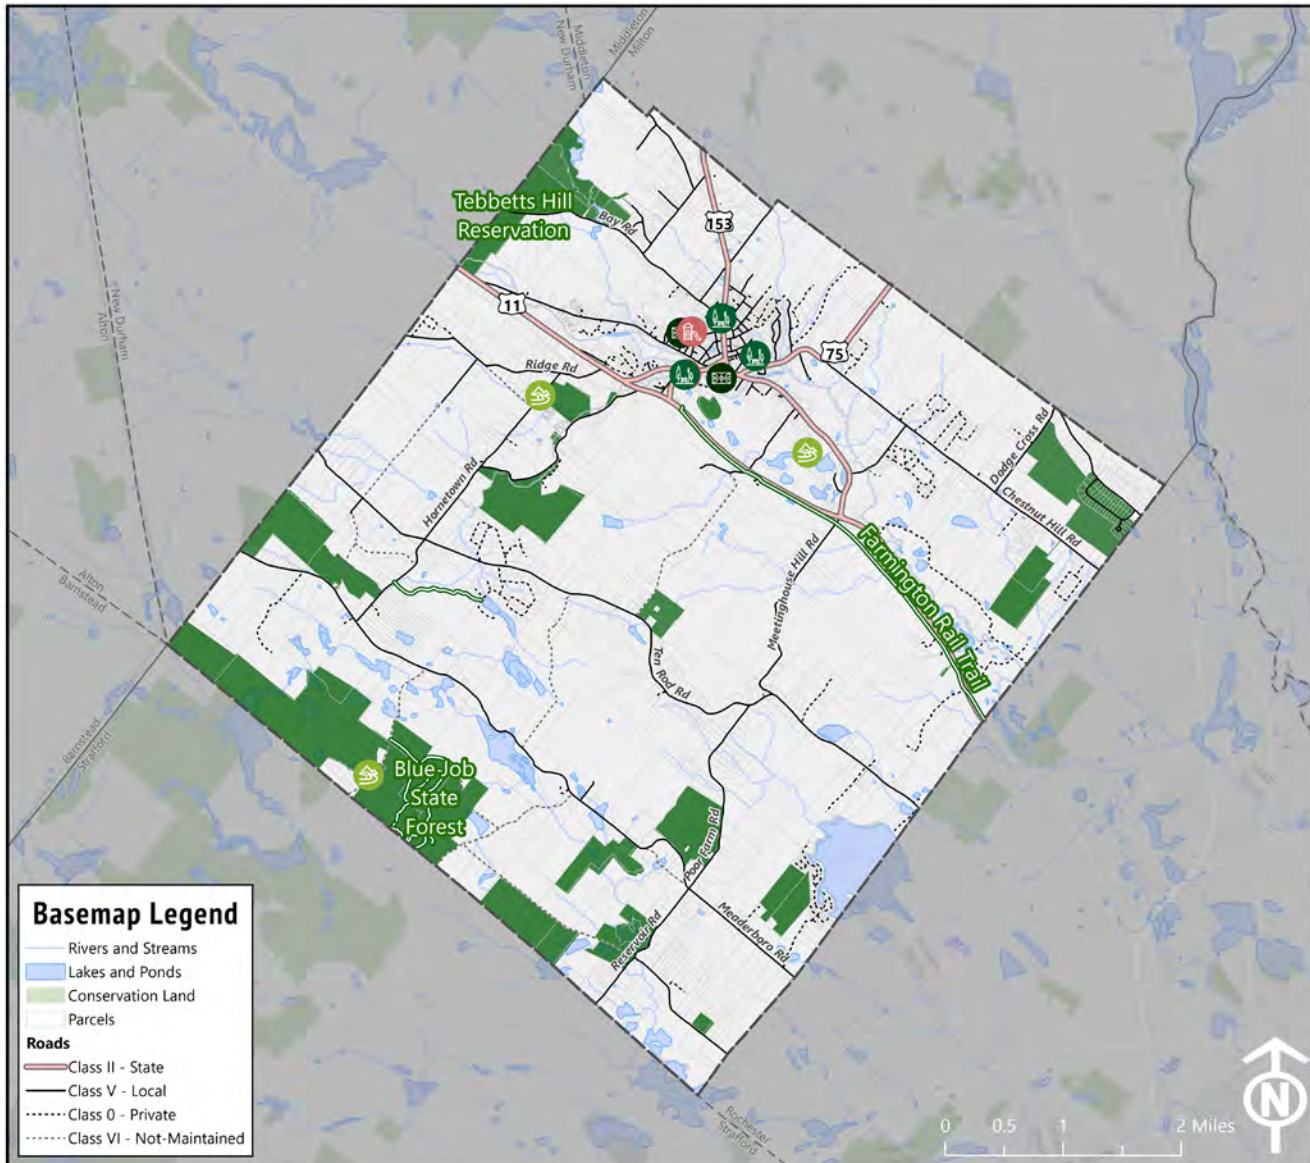 Middleton
New Durham
Middleton
Milton
Tebbetts Hill
Reservation
Bay Rd
153
11
75
New Durham
Alton
Ridge Rd
Hornetown Rd
Dodge Cross Rd
Chestnut Hill Rd
Farmington Rail Trail
Meetinghouse Hill Rd
Alton
Barnstead
Ten Rod Rd
Barnstead
Strafford
Blue-Job
State
Forest
Poor Farm Rd
Meaderboro Rd
Reservoir Rd
Rochester
Strafford
Basemap Legend
Rivers and Streams
Lakes and Ponds
Conservation Land
Parcels
Roads
Class II - State
Class V - Local
Class 0 - Private
Class VI - Not-Maintained
0 0.5 1 2 Miles
N